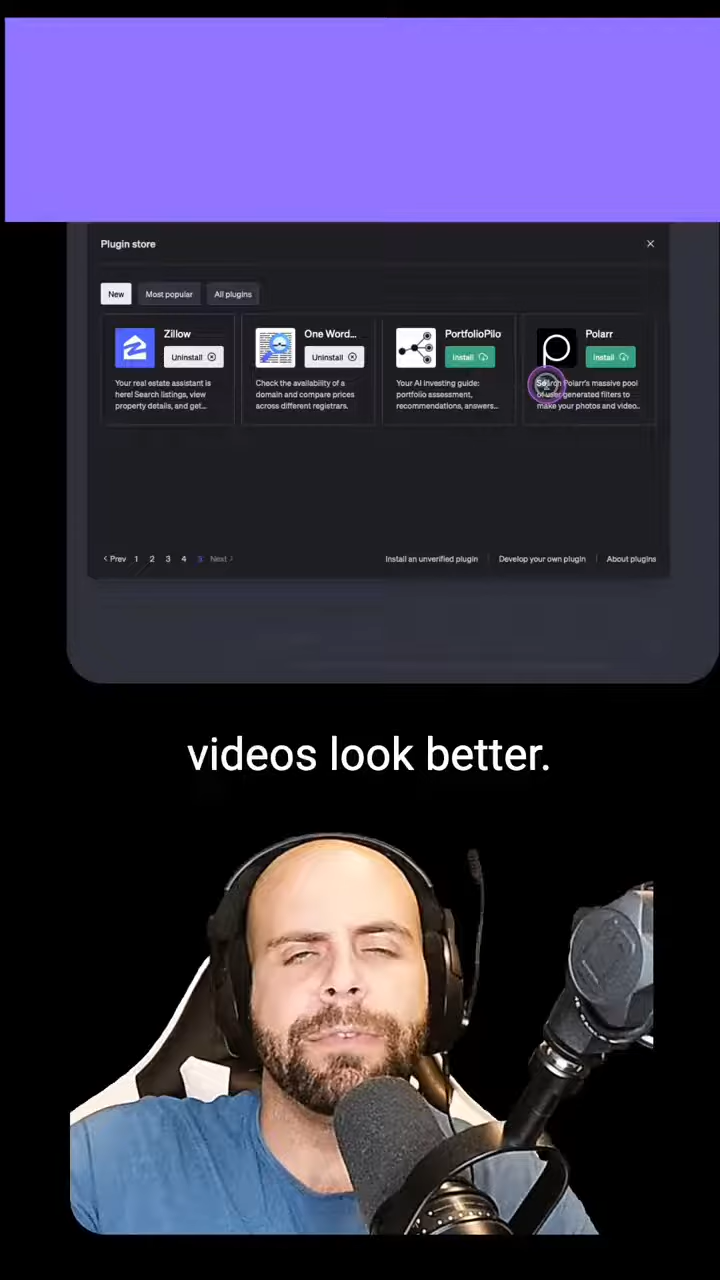 Plugin store
New
Most popular
All plugins
Zillow
Uninstall
Your real estate assistant is
here! Search listings, view
property details, and get...
One Word...
Uninstall
Check the availability of a
domain and compare prices
across different registrars.
PortfolioPilo
Install
Your AI investing guide:
portfolio assessment,
recommendations, answers...
Polarr
Install
Search Polarr's massive pool
of user generated filters to
make your photos and video..
Prev 1 2 3 4 5 Next
Install an unverified plugin
Develop your own plugin
About plugins
videos look better.